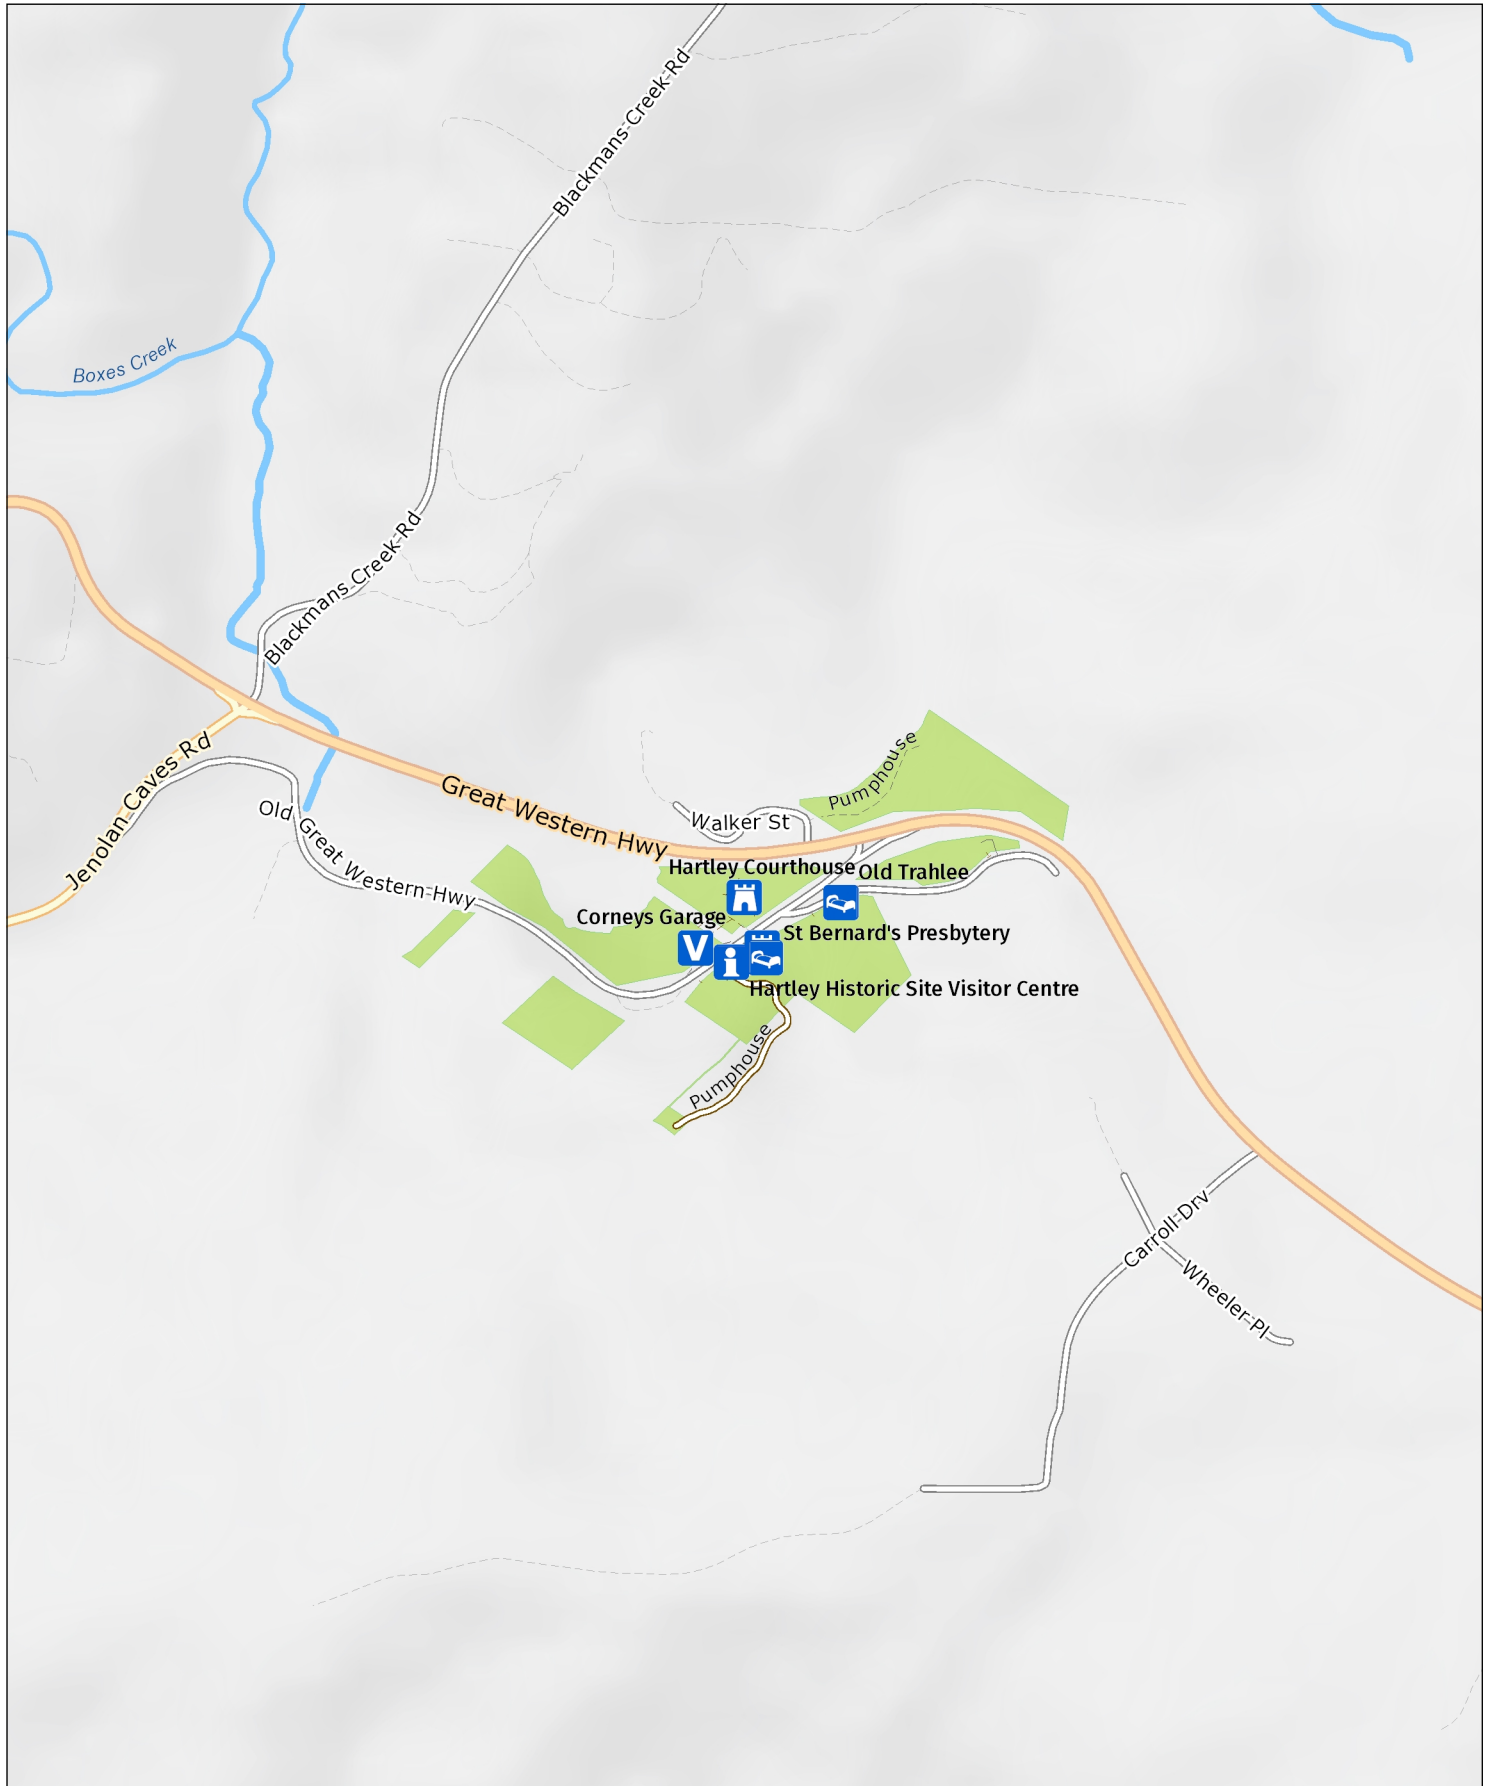 Blackmans Creek Rd
Boxes Creek
Blackmans Creek Rd
Jenolan Caves Rd
Great Western Hwy
Old Great Western Hwy
Pumphouse
Walker St
Hartley Courthouse
Old Trahlee
Corneys Garage
V
St Bernard's Presbytery
i
Hartley Historic Site Visitor Centre
Pumphouse
Carroll Drv
Wheeler Pl